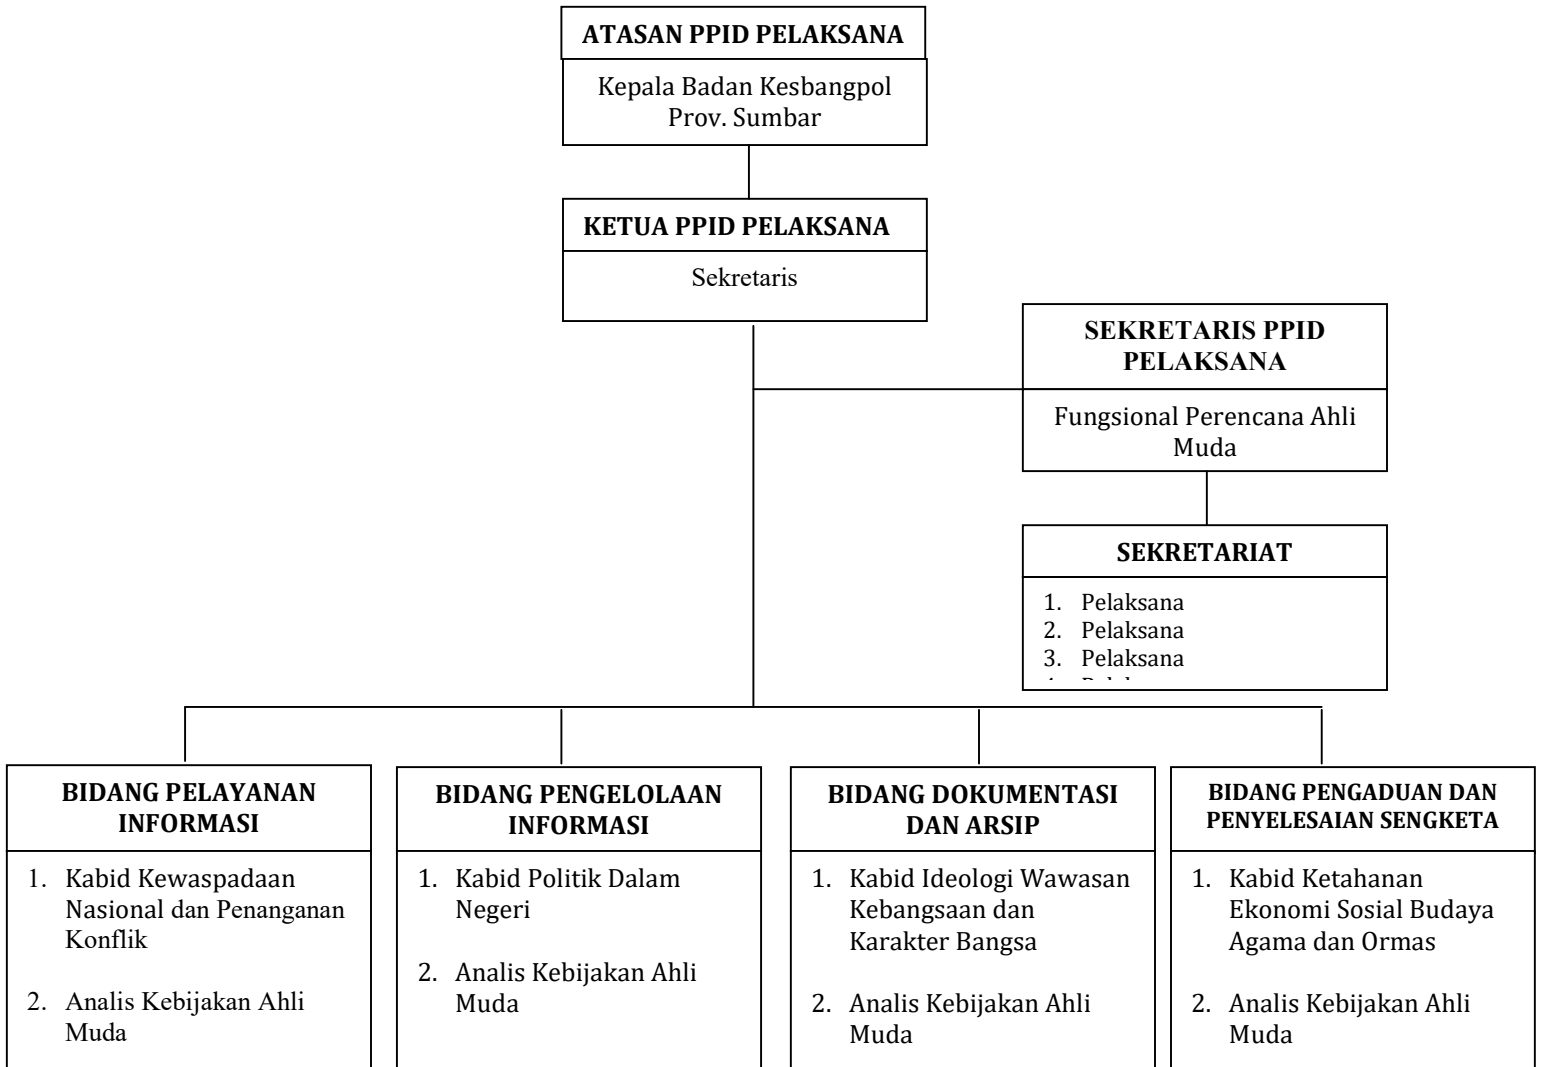 ATASAN PPID PELAKSANA
Kepala Badan Kesbangpol
Prov. Sumbar
KETUA PPID PELAKSANA
Sekretaris
SEKRETARIS PPID
PELAKSANA
Fungsional Perencana Ahli
Muda
SEKRETARIAT
1. Pelaksana
2. Pelaksana
3. Pelaksana
BIDANG PELAYANAN
INFORMASI
1. Kabid Kewaspadaan
Nasional dan Penanganan
Konflik
2. Analis Kebijakan Ahli
Muda
BIDANG PENGELOLAAN
INFORMASI
1. Kabid Politik Dalam
Negeri
2. Analis Kebijakan Ahli
Muda
BIDANG DOKUMENTASI
DAN ARSIP
1. Kabid Ideologi Wawasan
Kebangsaan dan
Karakter Bangsa
2. Analis Kebijakan Ahli
Muda
BIDANG PENGADUAN DAN
PENYELESAIAN SENGKETA
1. Kabid Ketahanan
Ekonomi Sosial Budaya
Agama dan Ormas
2. Analis Kebijakan Ahli
Muda